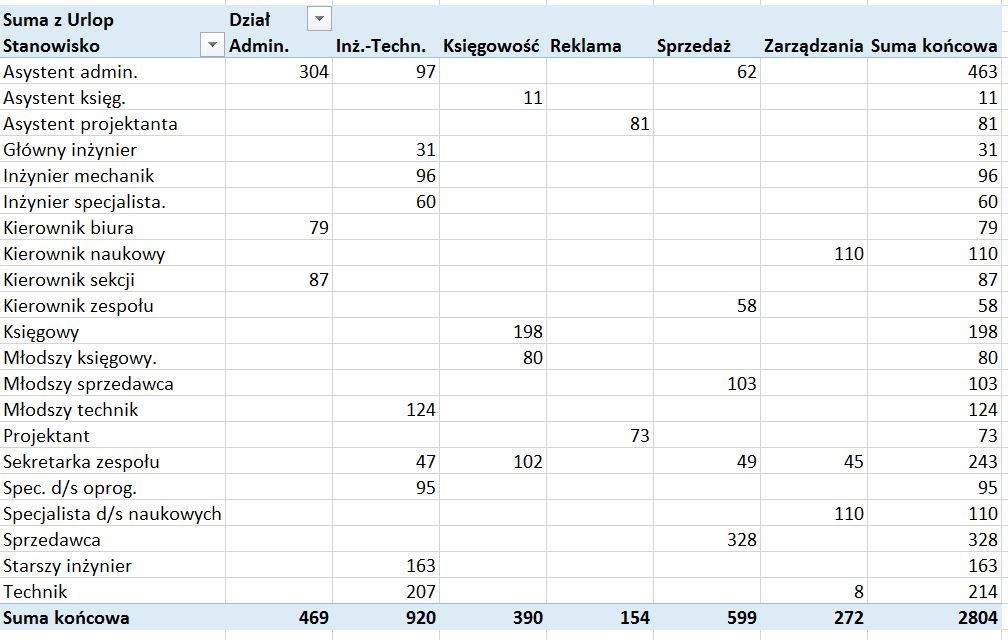 Suma z Urlop Dział
Stanowisko Admin. Inż.-Techn. Księgowość Reklama Sprzedaż Zarządzania Suma końcowa
Asystent admin. 304 97 62 463
Asystent księg. 11 11
Asystent projektanta 81 81
Główny inżynier 31 31
Inżynier mechanik 96 96
Inżynier specjalista. 60 60
Kierownik biura 79 79
Kierownik naukowy 110 110
Kierownik sekcji 87 87
Kierownik zespołu 58 58
Księgowy 198 198
Młodszy księgowy. 80 80
Młodszy sprzedawca 103 103
Młodszy technik 124 124
Projektant 73 73
Sekretarka zespołu 47 102 49 45 243
Spec. d/s oprog. 95 95
Specjalista d/s naukowych 110 110
Sprzedawca 328 328
Starszy inżynier 163 163
Technik 207 8 214
Suma końcowa 469 920 390 154 599 272 2804